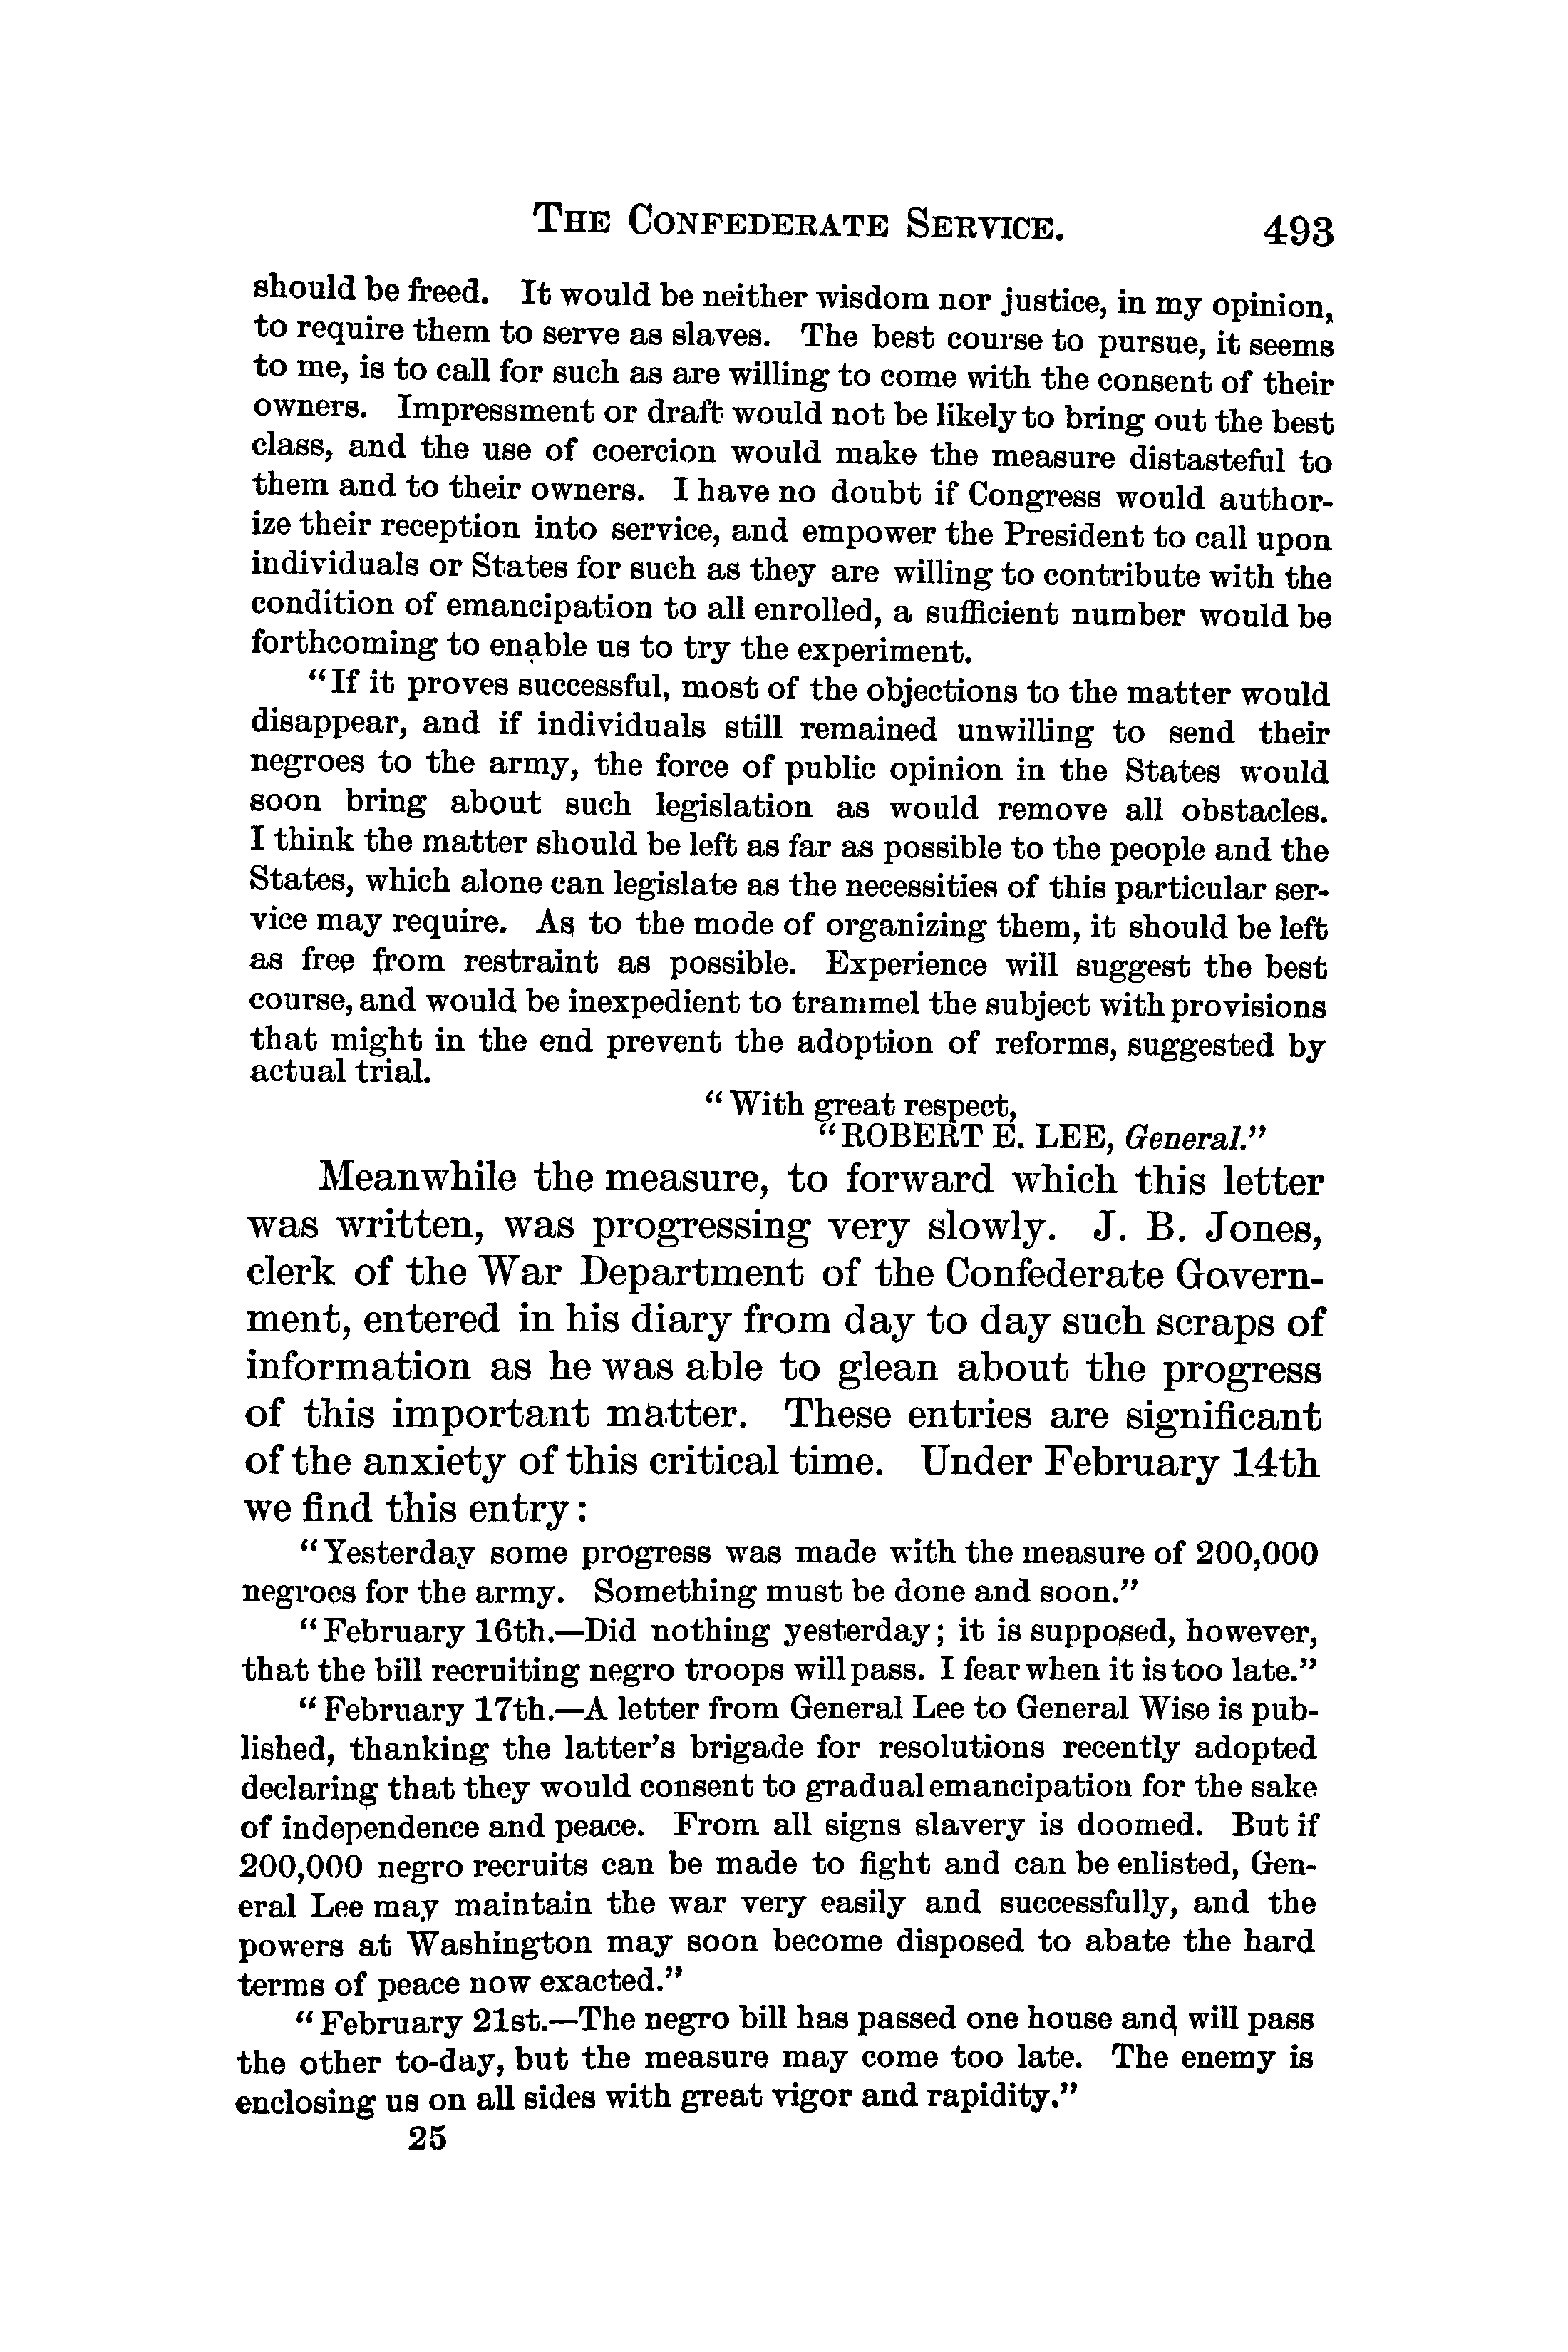 THE CONFEDERATE SERVICE. 493
should be freed. It would be neither wisdom nor justice, in my opinion,
to require them to serve as slaves. The best course to pursue, it seems
to me, is to call for such as are willing to come with the consent of their
owners. Impressment or draft would not be likely to bring out the best
class, and the use of coercion would make the measure distasteful to
them and to their owners. I have no doubt if Congress would author-
ize their reception into service, and empower the President to call upon
individuals or States for such as they are willing to contribute with the
condition of emancipation to all enrolled, a sufficient number would be
forthcoming to enable us to try the experiment.
"If it proves successful, most of the objections to the matter would
disappear, and if individuals still remained unwilling to send their
negroes to the army, the force of public opinion in the States would
soon bring about such legislation as would remove all obstacles.
I think the matter should be left as far as possible to the people and the
States, which alone can legislate as the necessities of this particular ser-
vice may require. As to the mode of organizing them, it should be left
as free from restraint as possible. Experience will suggest the best
course, and would be inexpedient to trammel the subject with provisions
that might in the end prevent the adoption of reforms, suggested by
actual trial.
"With great respect,
"ROBERT E. LEE, General."
Meanwhile the measure, to forward which this letter
was written, was progressing very slowly. J. B. Jones,
clerk of the War Department of the Confederate Govern-
ment, entered in his diary from day to day such scraps of
information as he was able to glean about the progress
of this important matter. These entries are significant
of the anxiety of this critical time. Under February 14th
we find this entry:
"Yesterday some progress was made with the measure of 200,000
negroes for the army. Something must be done and soon."
"February 16th.—Did nothing yesterday; it is supposed, however,
that the bill recruiting negro troops will pass. I fear when it is too late."
"February 17th.—A letter from General Lee to General Wise is pub-
lished, thanking the latter's brigade for resolutions recently adopted
declaring that they would consent to gradual emancipation for the sake
of independence and peace. From all signs slavery is doomed. But if
200,000 negro recruits can be made to fight and can be enlisted, Gen-
eral Lee may maintain the war very easily and successfully, and the
powers at Washington may soon become disposed to abate the hard
terms of peace now exacted."
"February 21st.—The negro bill has passed one house and will pass
the other to-day, but the measure may come too late. The enemy is
enclosing us on all sides with great vigor and rapidity."
25